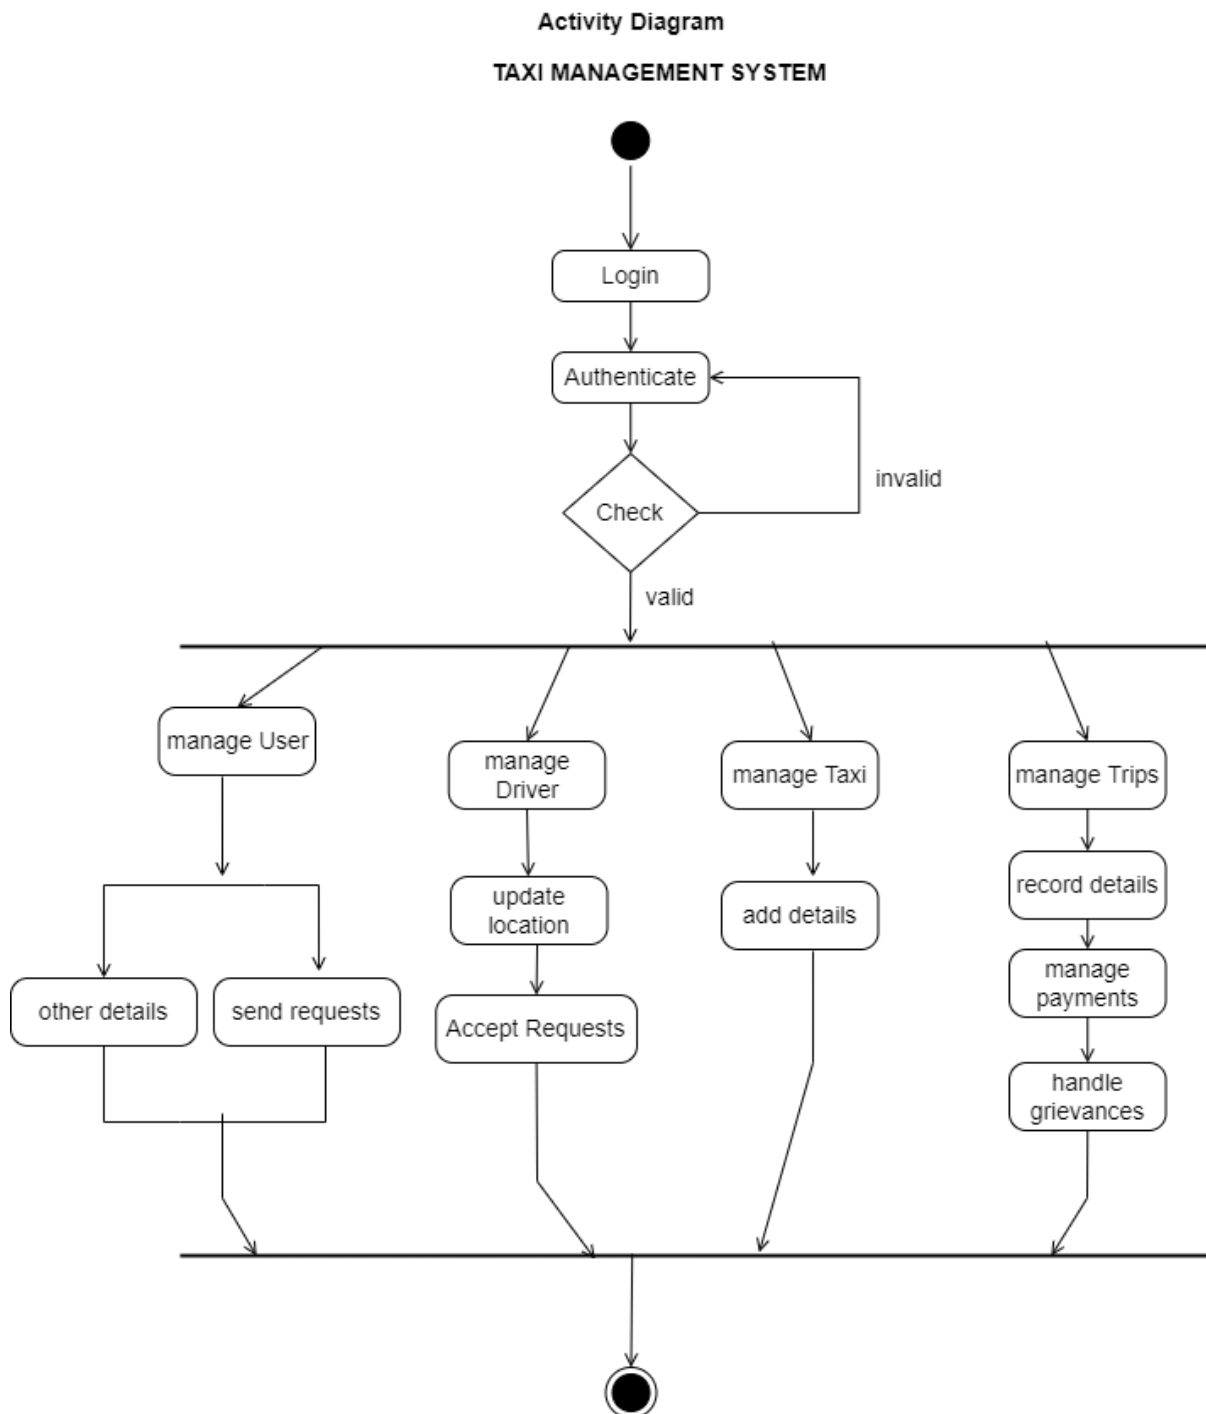 Activity Diagram
TAXI MANAGEMENT SYSTEM
Login
Authenticate
invalid
Check
valid
manage User
manage
Driver
manage Taxi
manage Trips
update
location
add details
record details
other details
send requests
Accept Requests
manage
payments
handle
grievances